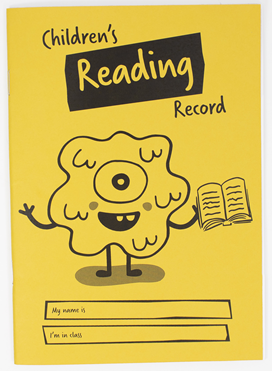 Children's
Reading
Record
My name is
I'm in class